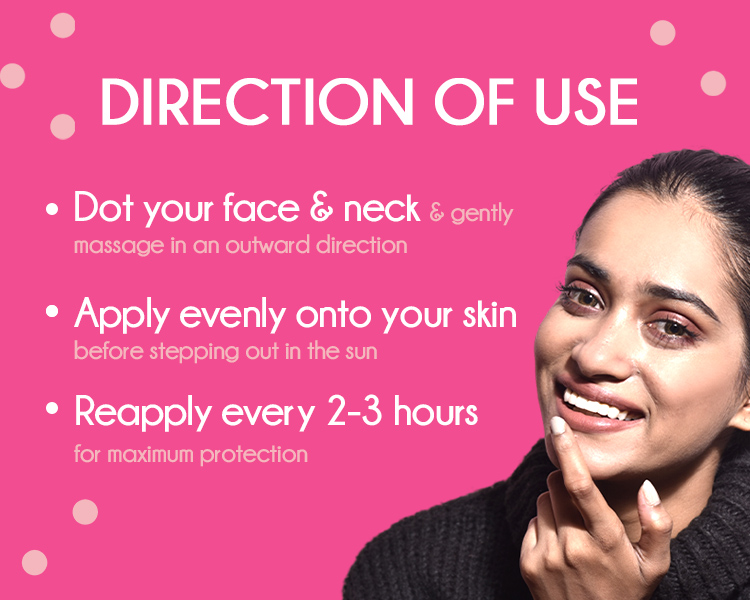 DIRECTION OF USE
• Dot your face & neck & gently
massage in an outward direction
• Apply evenly onto your skin
before stepping out in the sun
• Reapply every 2-3 hours
for maximum protection